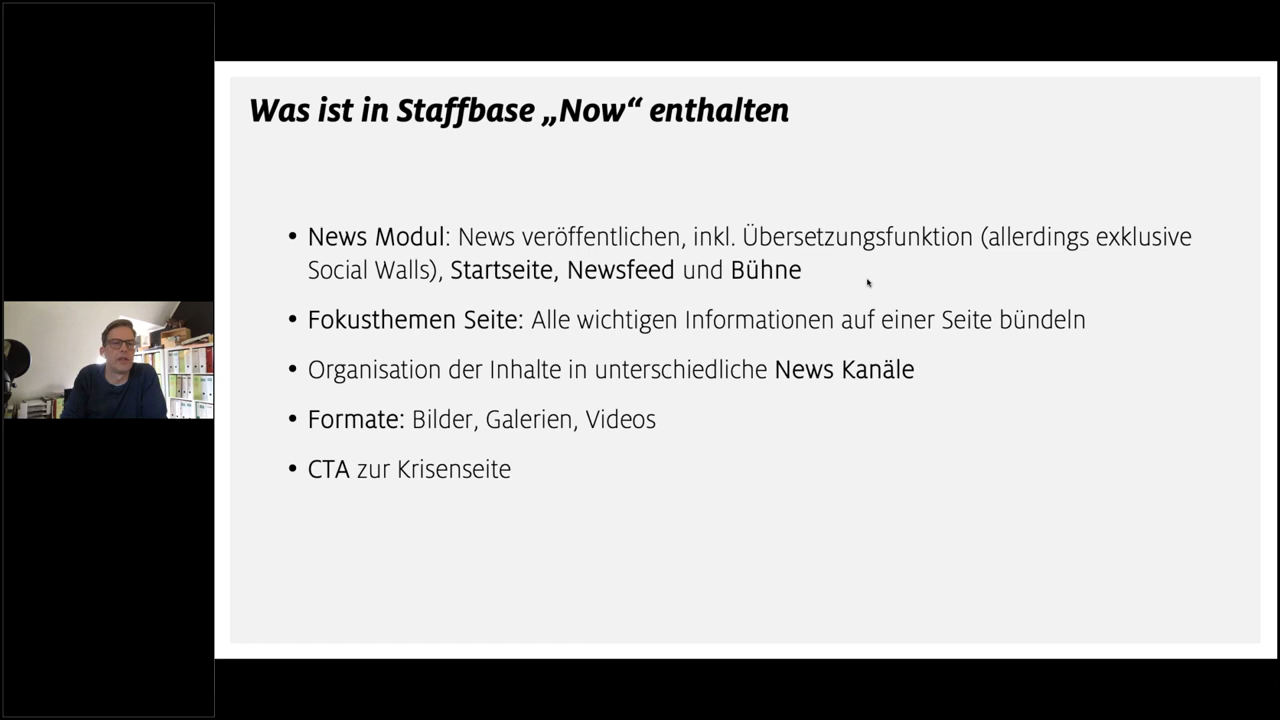 Was ist in Staffbase „Now“ enthalten
• News Modul: News veröffentlichen, inkl. Übersetzungsfunktion (allerdings exklusive
Social Walls), Startseite, Newsfeed und Bühne
• Fokusthemen Seite: Alle wichtigen Informationen auf einer Seite bündeln
• Organisation der Inhalte in unterschiedliche News Kanäle
• Formate: Bilder, Galerien, Videos
• CTA zur Krisenseite